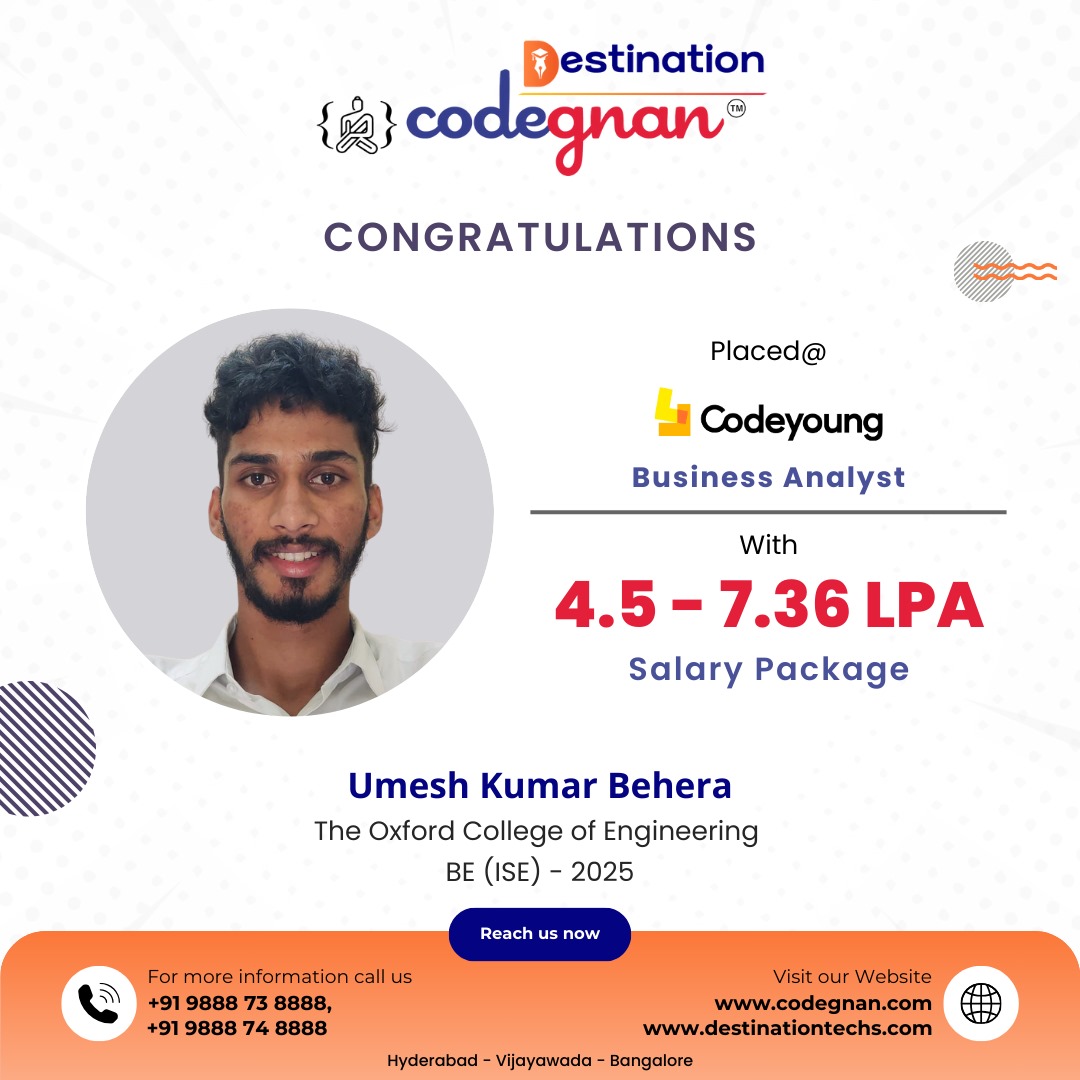 Destination
codegnan™
CONGRATULATIONS
Placed@
Codeyoung
Business Analyst
With
4.5 - 7.36 LPA
Salary Package
Umesh Kumar Behera
The Oxford College of Engineering
BE (ISE) - 2025
Reach us now
For more information call us
+91 9888 73 8888,
+91 9888 74 8888
Visit our Website
www.codegnan.com
www.destinationtechs.com
Hyderabad - Vijayawada - Bangalore